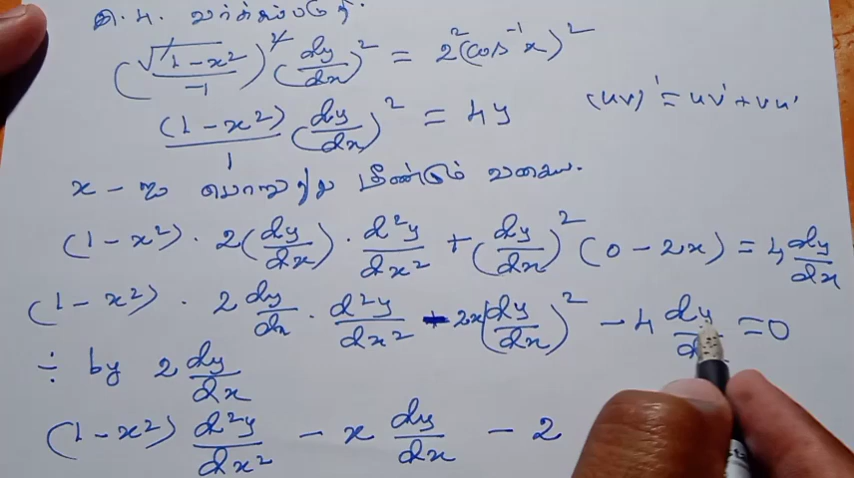 இ. பு. வர்க்கப்படுத்
(√(1-x²)/-1)² (dy/dx)² = 2²(cos⁻¹x)²
(1-x²)/1 (dy/dx)² = 4y (uv)' = uv' + vu'
x - ஐ பொறுத்து மீண்டும் வகைய.
(1-x²) · 2(dy/dx) · d²y/dx² + (dy/dx)² (0 - 2x) = 4 dy/dx
(1-x²) · 2 dy/dx · d²y/dx² - 2x(dy/dx)² - 4 dy/d = 0
÷ by 2 dy/dx
(1-x²) d²y/dx² - x dy/dx - 2